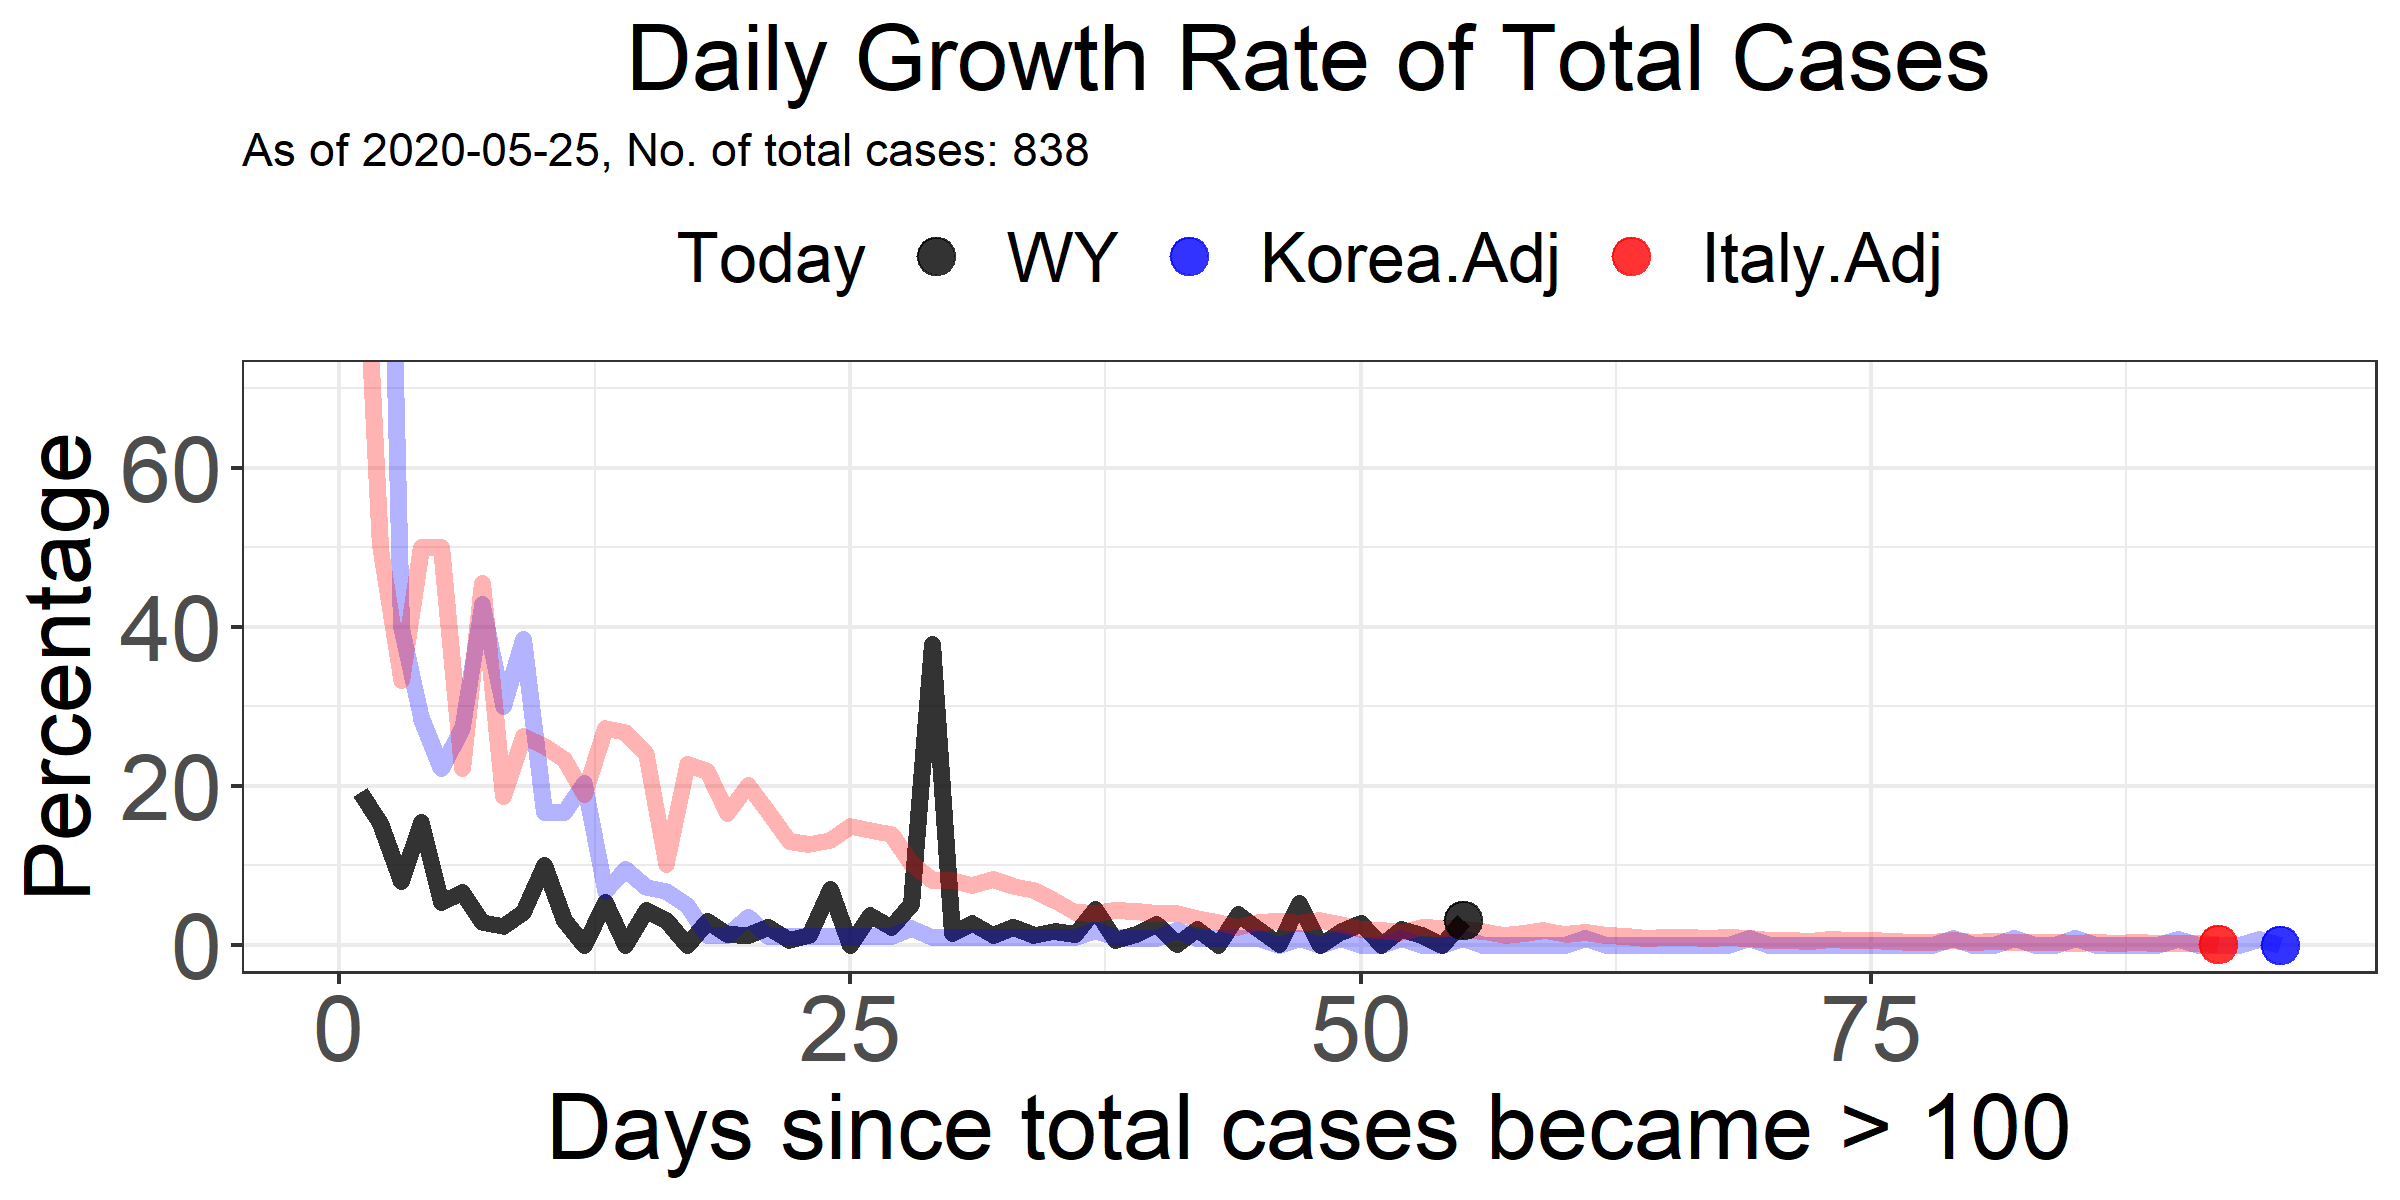 Daily Growth Rate of Total Cases
As of 2020-05-25, No. of total cases: 838
Today WY Korea.Adj Italy.Adj
Percentage
60
40
20
0
0 25 50 75
Days since total cases became > 100